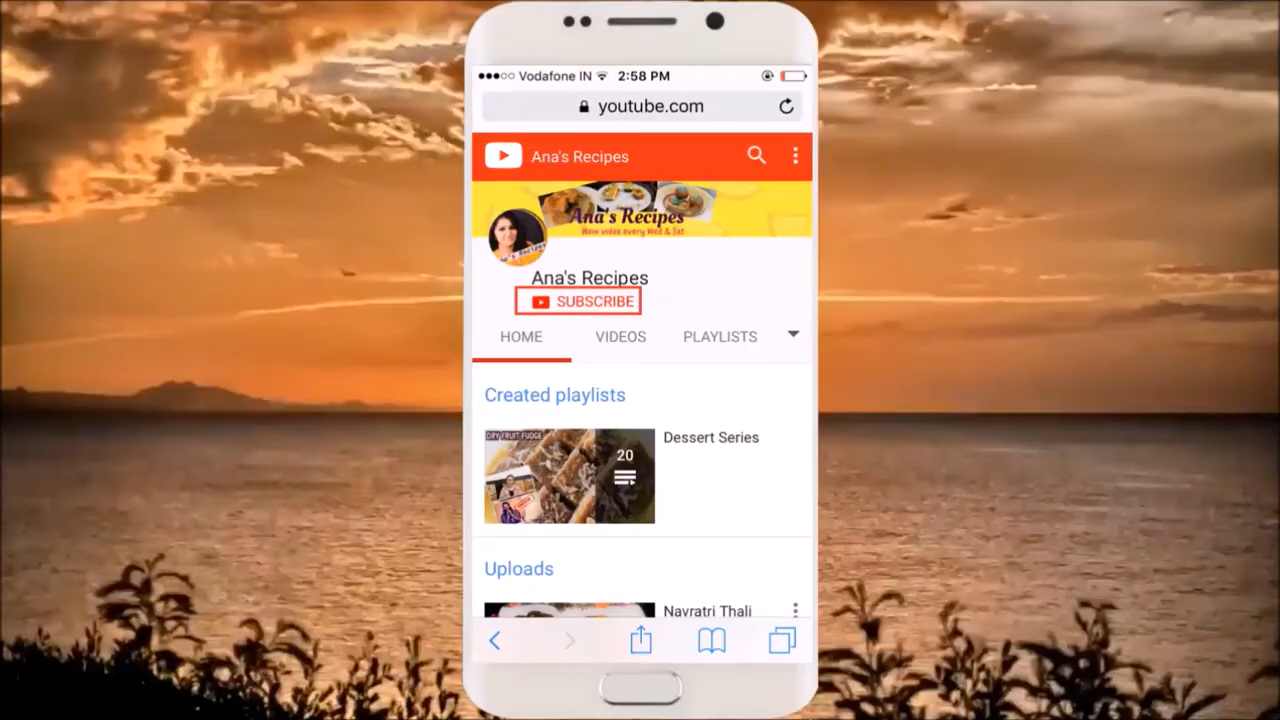 Vodafone IN 2:58 PM
youtube.com
Ana's Recipes
Ana's Recipes
New video every Wed & Sat
Ana's Recipes
SUBSCRIBE
HOME VIDEOS PLAYLISTS
Created playlists
DRY FRUIT FUDGE
20
Dessert Series
Uploads
Navratri Thali